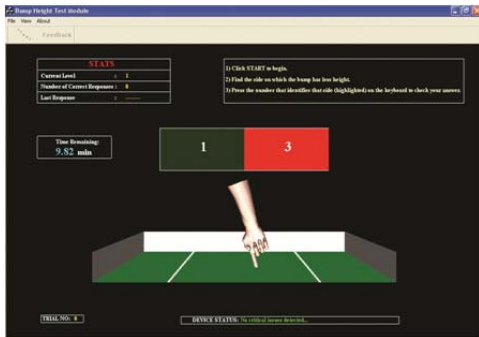 Bump Height Test Module
File View About
Feedback
STATS
Current Level : 1
Number of Correct Responses : 0
Last Response : -------
1) Click START to begin.
2) Find the side on which the bump has less height.
3) Press the number that identifies that side (highlighted) on the keyboard to check your answer.
Time Remaining:
9.82 min
1 3
TRIAL NO: 0
DEVICE STATUS: No critical issues detected...